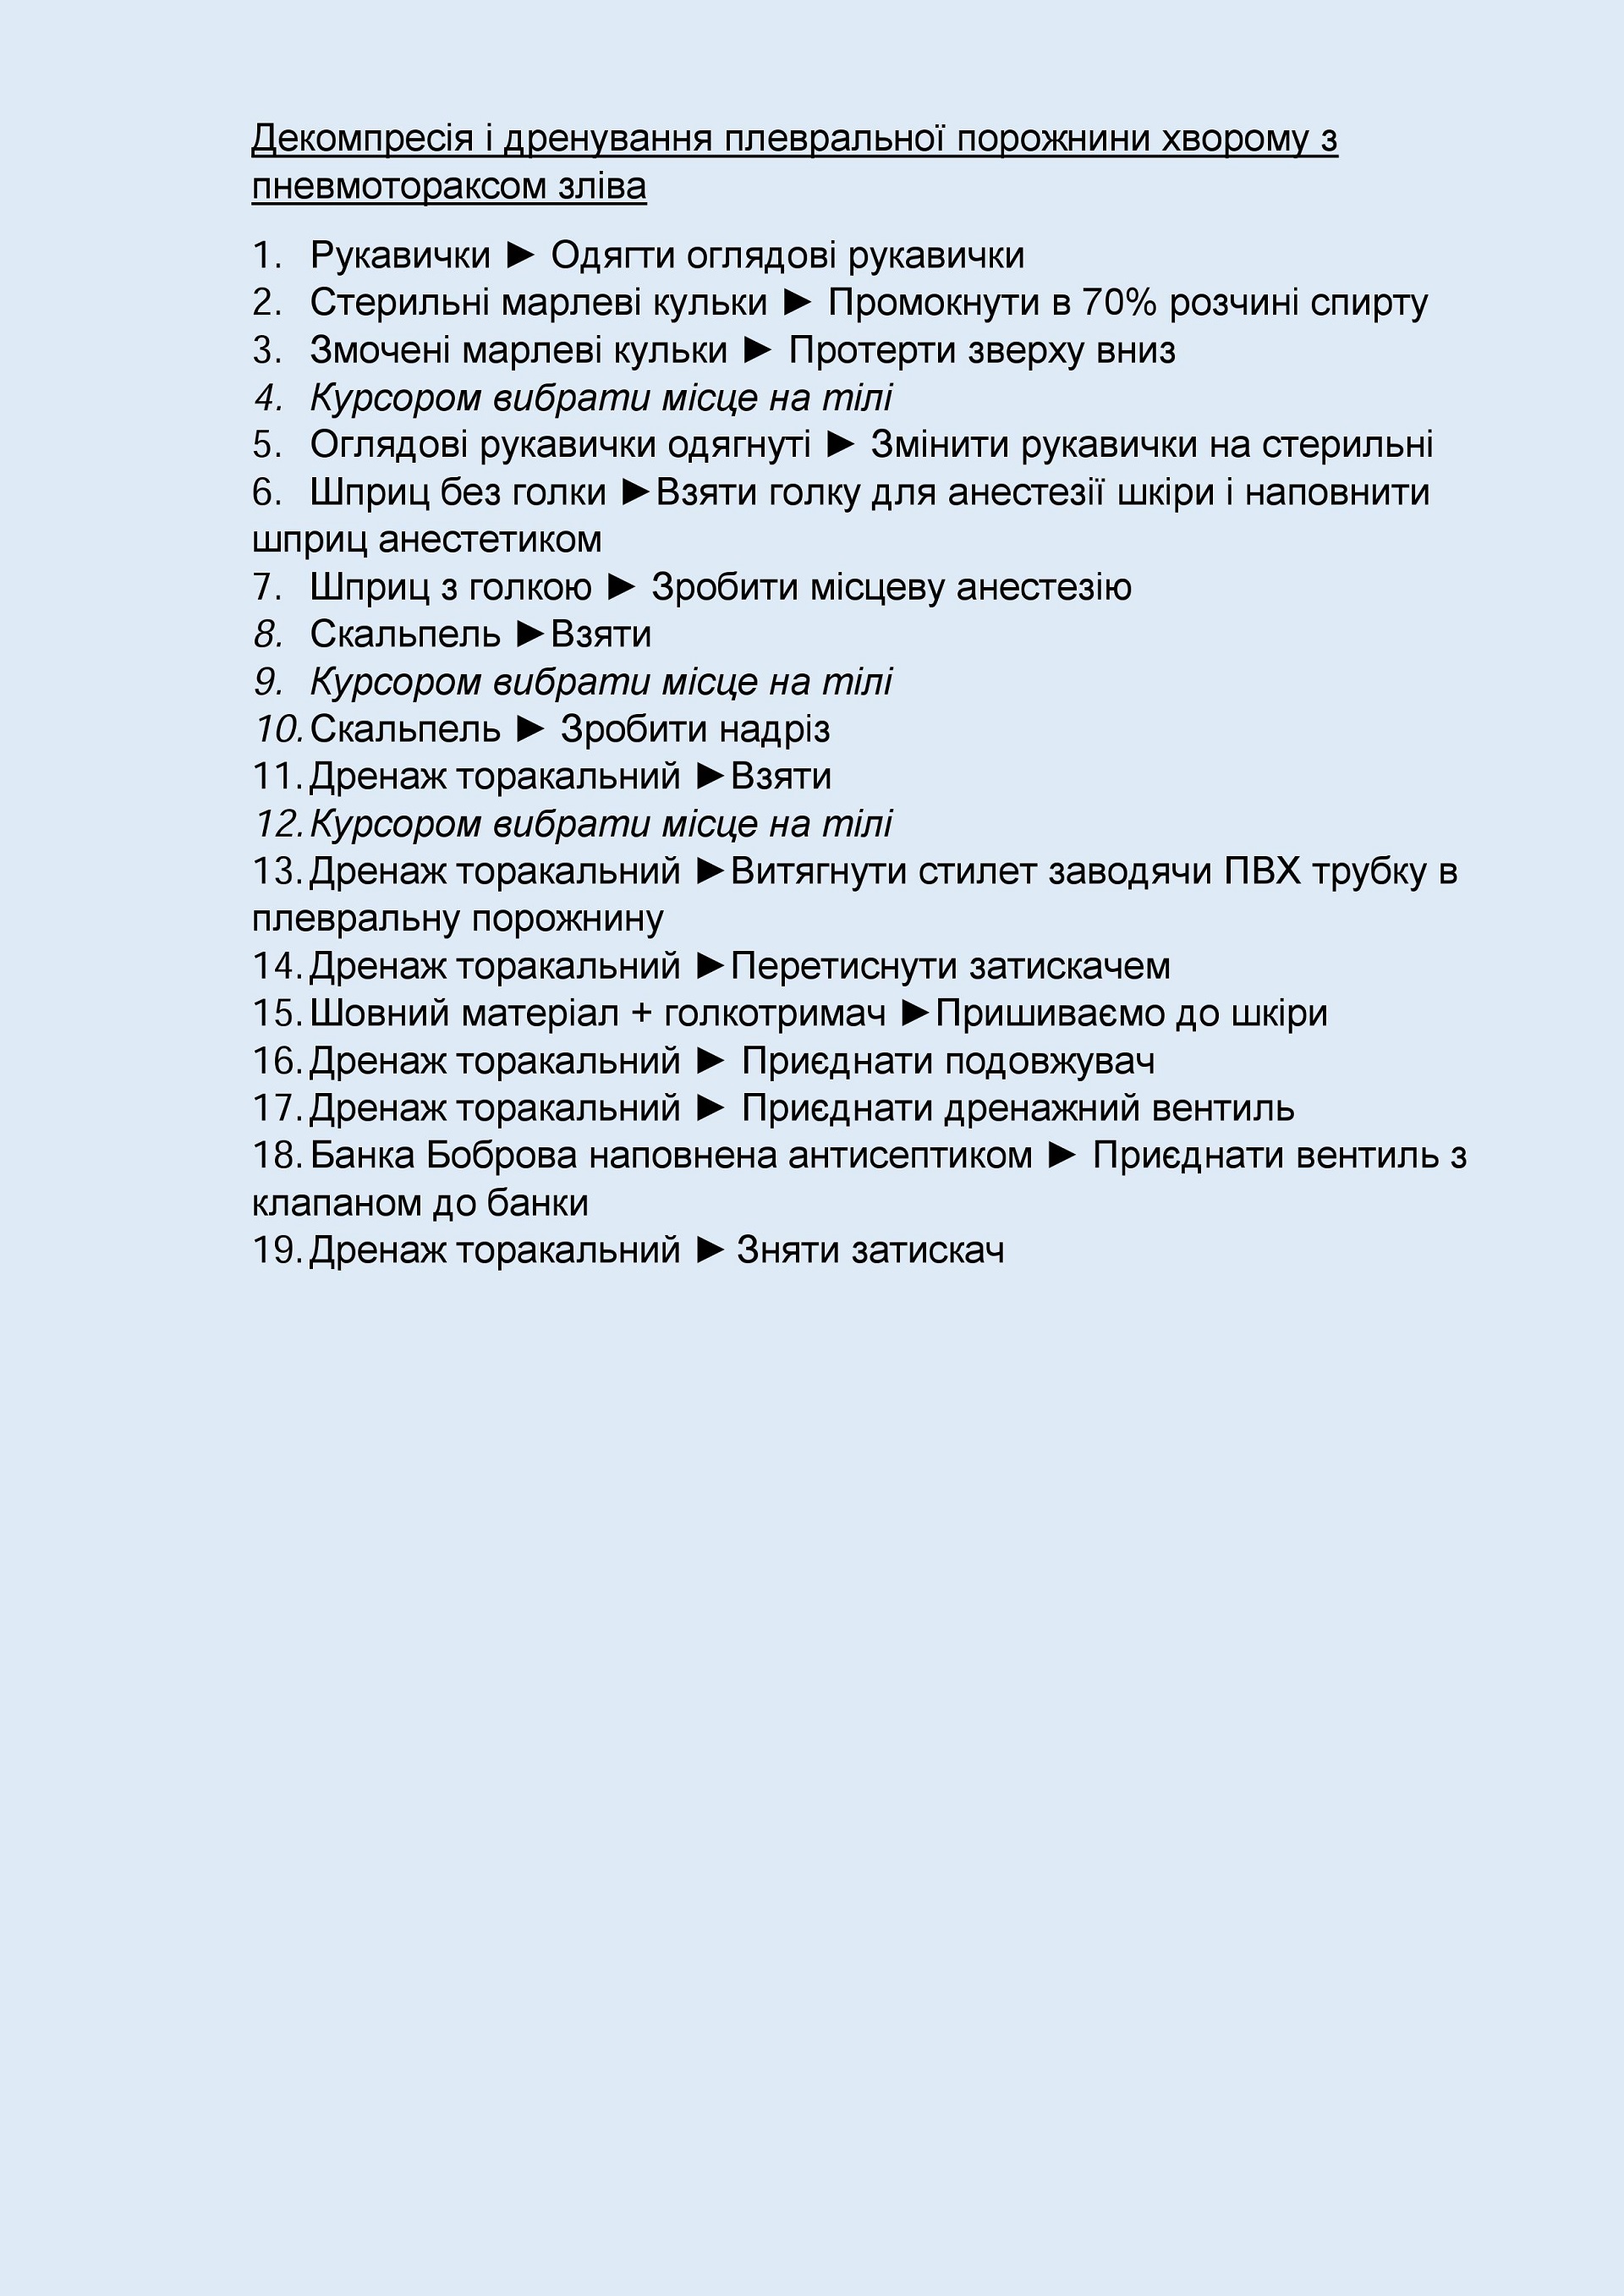 Декомпресія і дренування плевральної порожнини хворому з
пневмотораксом зліва
1. Рукавички ► Одягти оглядові рукавички
2. Стерильні марлеві кульки ► Промокнути в 70% розчині спирту
3. Змочені марлеві кульки ► Протерти зверху вниз
4. Курсором вибрати місце на тілі
5. Оглядові рукавички одягнуті ► Змінити рукавички на стерильні
6. Шприц без голки ►Взяти голку для анестезії шкіри і наповнити
шприц анестетиком
7. Шприц з голкою ► Зробити місцеву анестезію
8. Скальпель ►Взяти
9. Курсором вибрати місце на тілі
10. Скальпель ► Зробити надріз
11. Дренаж торакальний ►Взяти
12. Курсором вибрати місце на тілі
13. Дренаж торакальний ►Витягнути стилет заводячи ПВХ трубку в
плевральну порожнину
14. Дренаж торакальний ►Перетиснути затискачем
15. Шовний матеріал + голкотримач ►Пришиваємо до шкіри
16. Дренаж торакальний ► Приєднати подовжувач
17. Дренаж торакальний ► Приєднати дренажний вентиль
18. Банка Боброва наповнена антисептиком ► Приєднати вентиль з
клапаном до банки
19. Дренаж торакальний ► Зняти затискач